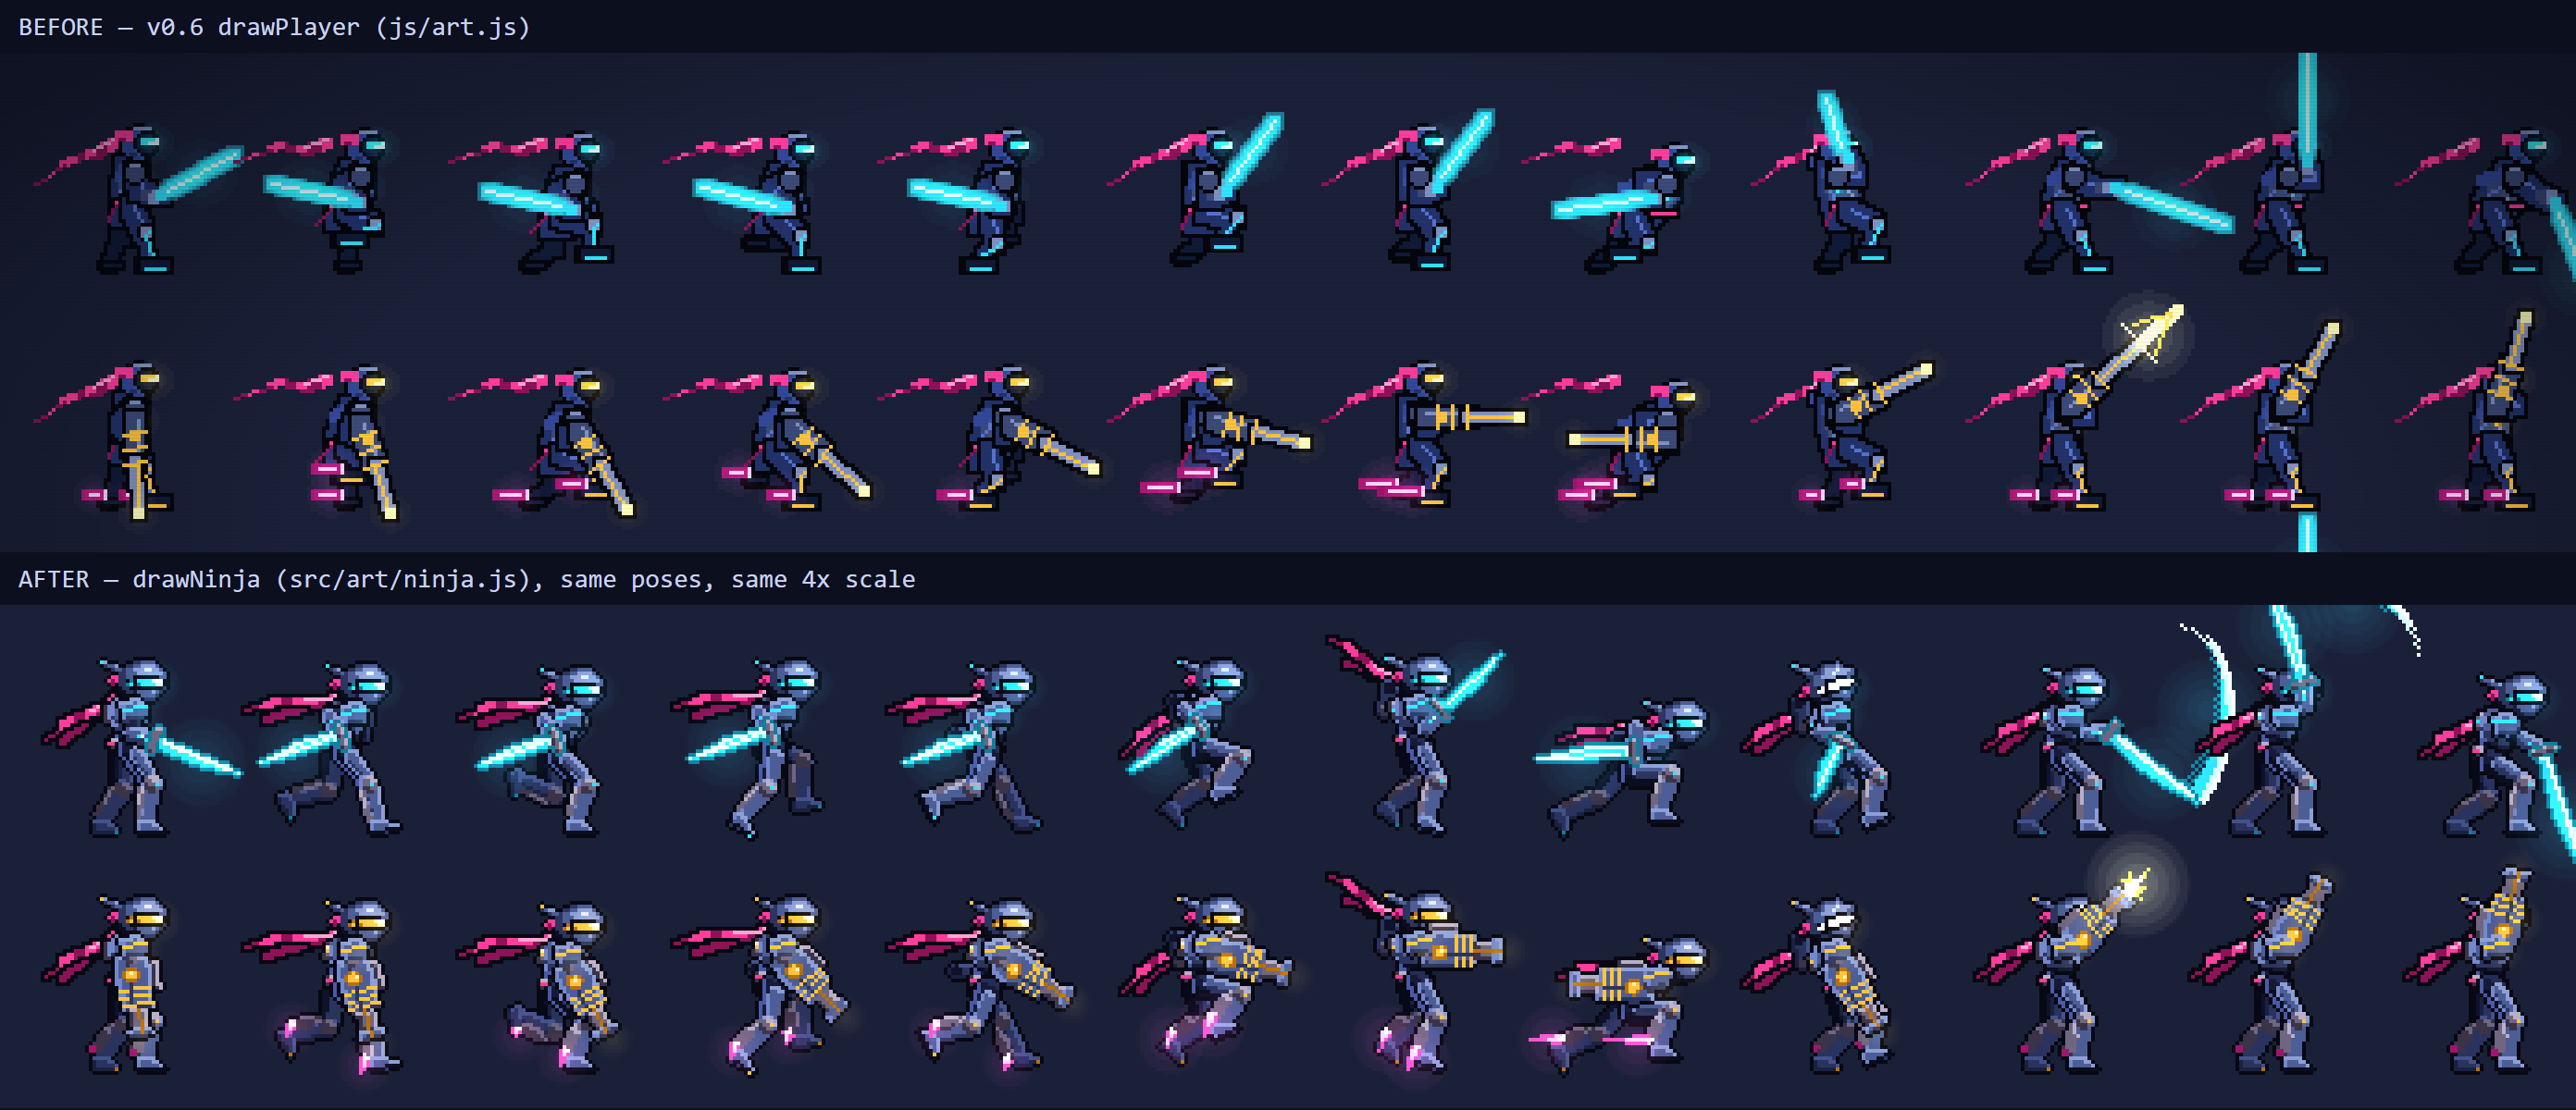 BEFORE — v0.6 drawPlayer (js/art.js)
AFTER — drawNinja (src/art/ninja.js), same poses, same 4x scale